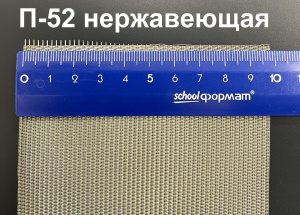 П-52 нержавеющая
0 1 2 3 4 5 6 7 8 9 10
schoolформат®